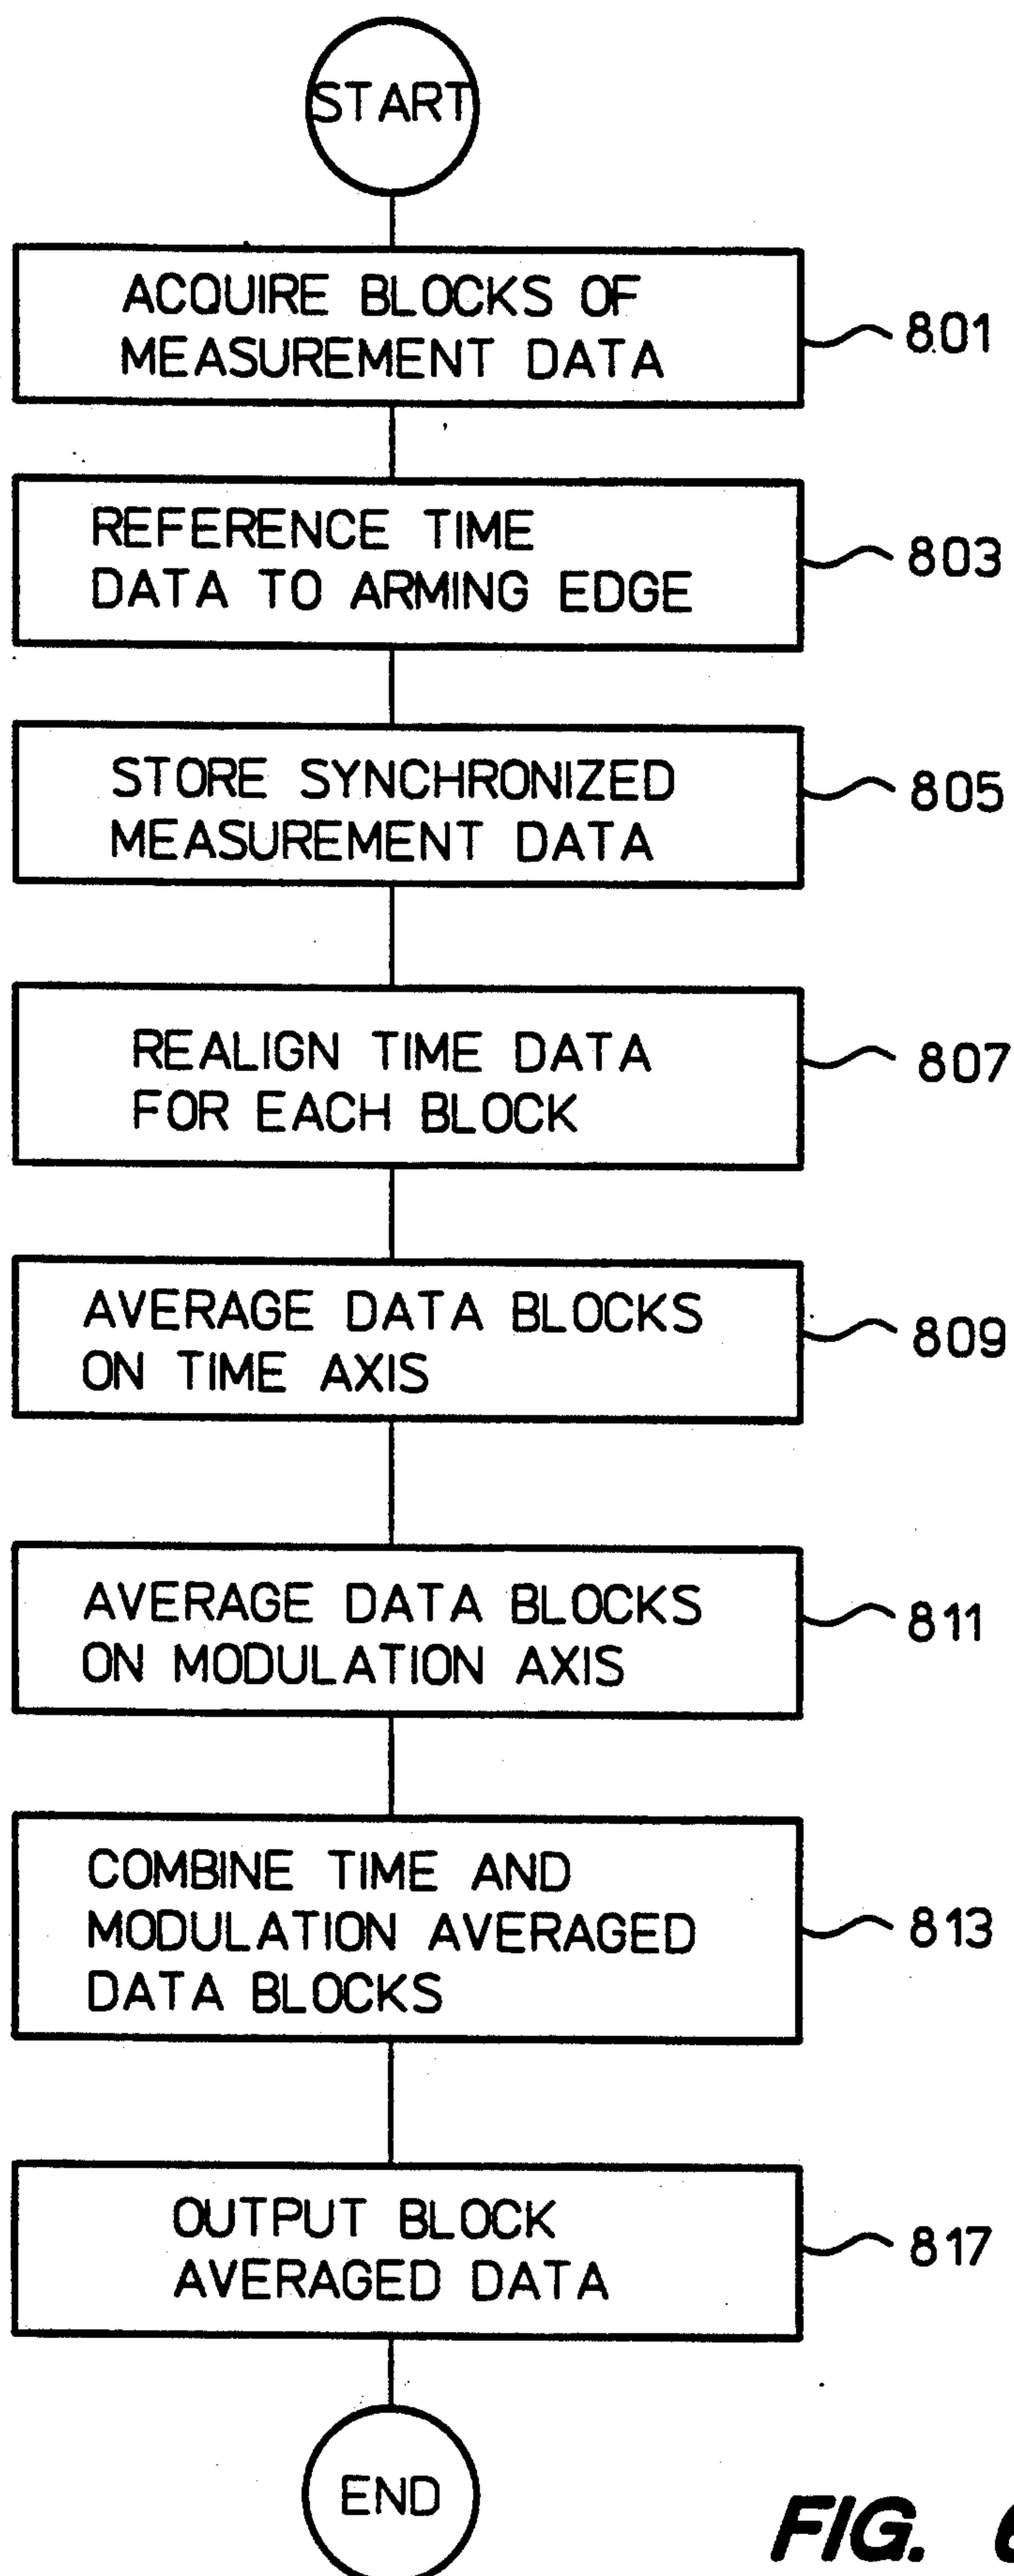 START
ACQUIRE BLOCKS OF
MEASUREMENT DATA
801
REFERENCE TIME
DATA TO ARMING EDGE
803
STORE SYNCHRONIZED
MEASUREMENT DATA
805
REALIGN TIME DATA
FOR EACH BLOCK
807
AVERAGE DATA BLOCKS
ON TIME AXIS
809
AVERAGE DATA BLOCKS
ON MODULATION AXIS
811
COMBINE TIME AND
MODULATION AVERAGED
DATA BLOCKS
813
OUTPUT BLOCK
AVERAGED DATA
817
END
FIG.